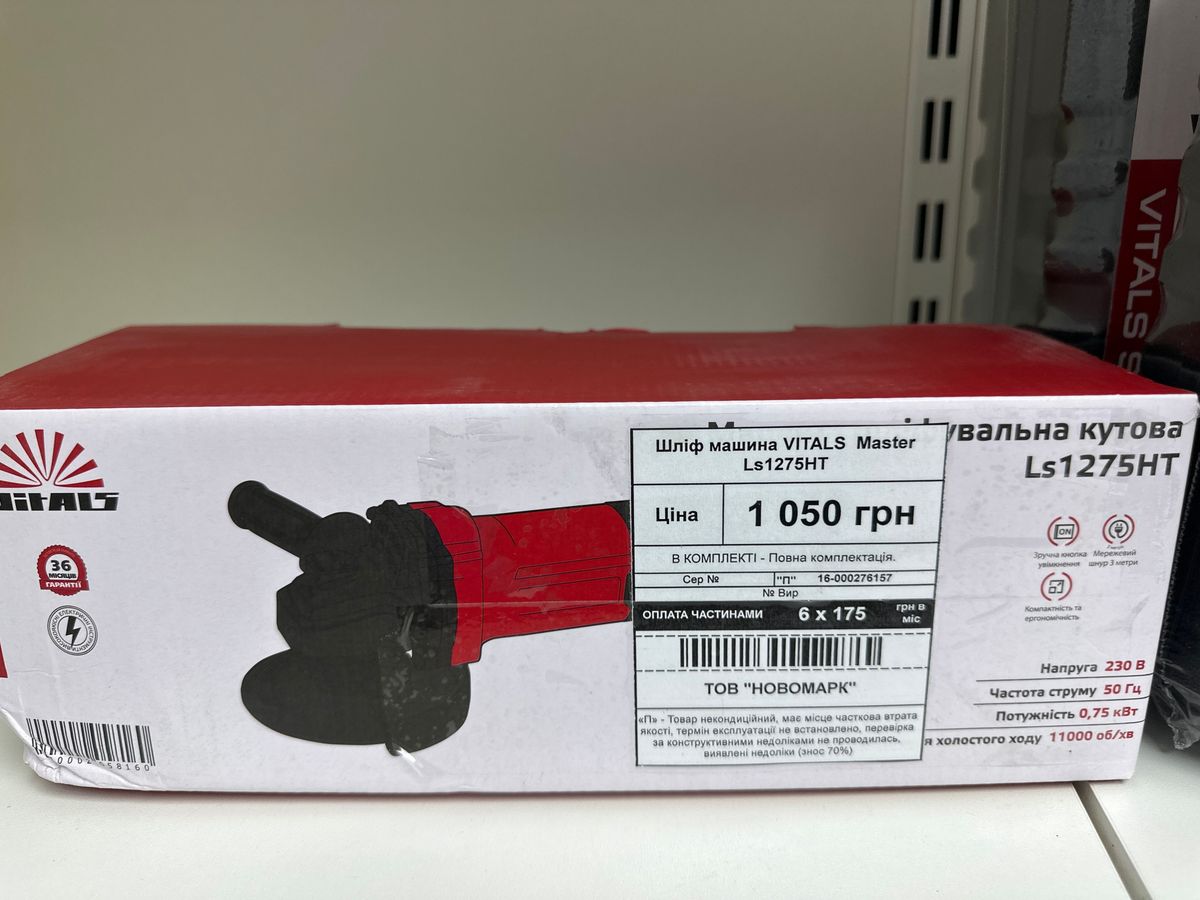 VITALS S
увальна кутова
Ls1275HT
Шліф машина VITALS Master
Ls1275HT
Ціна
1 050 грн
В КОМПЛЕКТІ - Повна комплектація.
Сер № "П" 16-000276157
№ Вир
ОПЛАТА ЧАСТИНАМИ 6 x 175 грн в міс
ТОВ "НОВОМАРК"
«П» - Товар некондиційний, має місце часткова втрата
якості, термін експлуатації не встановлено, перевірка
за конструктивними недоліками не проводилась,
виявлені недоліки (знос 70%)
VITALS
36
МІСЯЦІВ
ГАРАНТІЇ
ON
Зручна кнопка
увімкнення
Мережевий
шнур 3 метри
Компактність та
ергономічність
Напруга 230 В
Частота струму 50 Гц
Потужність 0,75 кВт
я холостого ходу 11000 об/хв